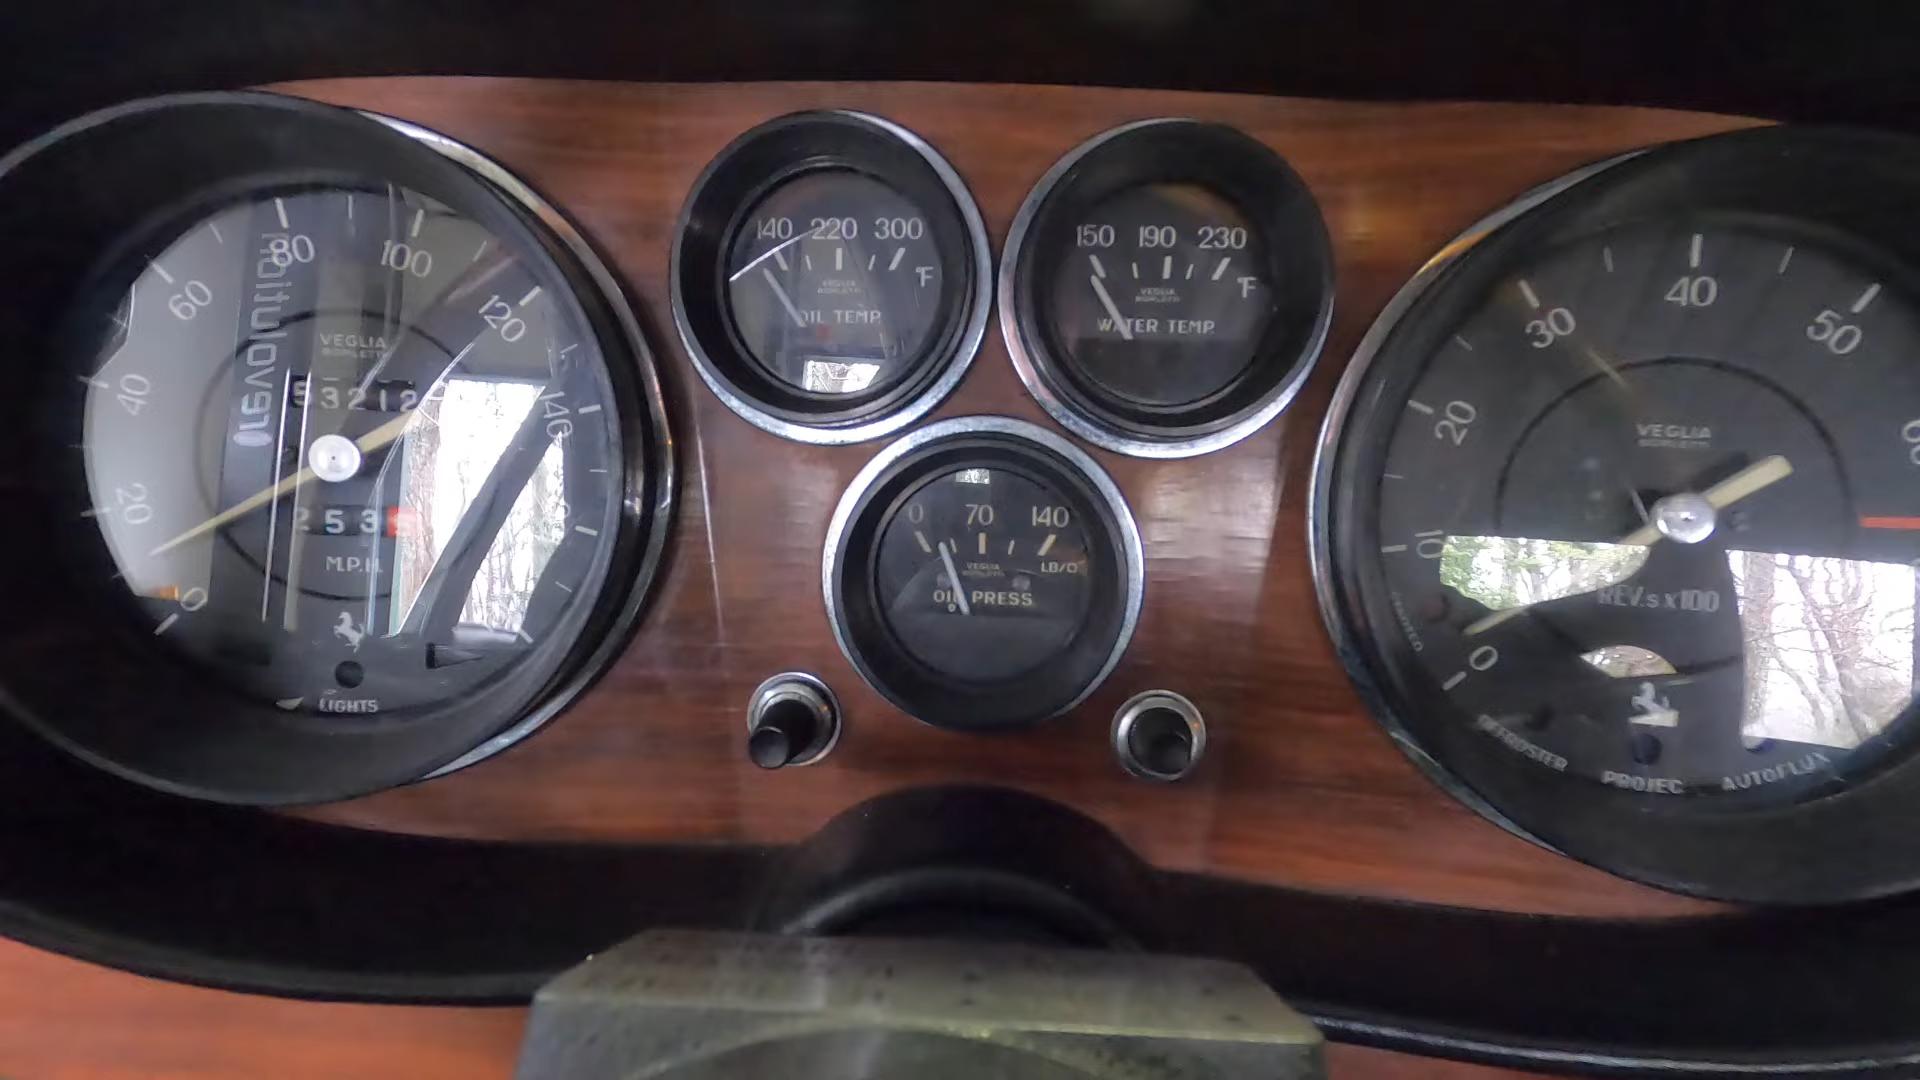 0
20
40
60
80
100
120
140
VEGLIA
BORLETTI
53212
253
M.P.H.
LIGHTS
140 220 300
°F
VEGLIA
BORLETTI
OIL TEMP.
150 190 230
°F
VEGLIA
BORLETTI
WATER TEMP.
0 70 140
LB/
VEGLIA
BORLETTI
OIL PRESS
0
10
20
30
40
50
60
VEGLIA
BORLETTI
REV.s x100
DEFROSTER
PROJEC
AUTOFLUX